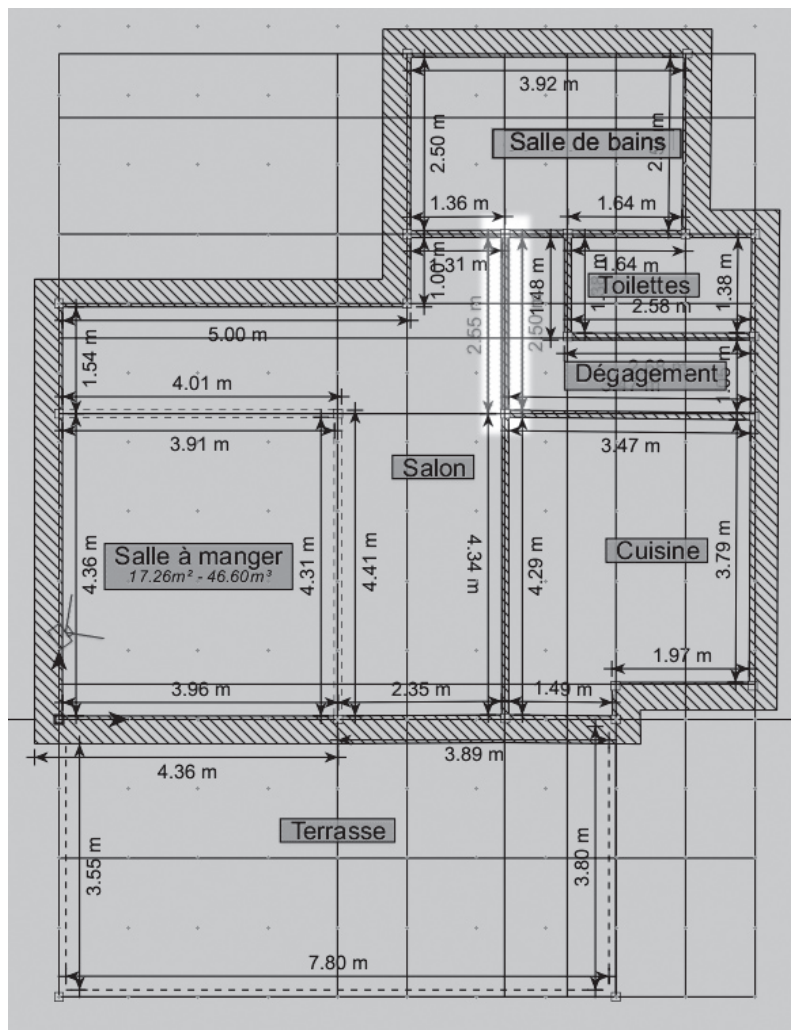 3.92 m
2.50 m
Salle de bains
1.36 m
1.64 m
1.00 m
1.31 m
2.55 m
2.50
1.48 m
1.64 m
Toilettes
2.58 m
1.38 m
5.00 m
1.54 m
4.01 m
Dégagement
3.91 m
3.47 m
Salon
4.36 m
Salle à manger
17.26m² - 46.60m³
4.31 m
4.41 m
4.34 m
4.29 m
Cuisine
3.79 m
1.97 m
3.96 m
2.35 m
1.49 m
4.36 m
3.89 m
Terrasse
3.55 m
3.80 m
7.80 m